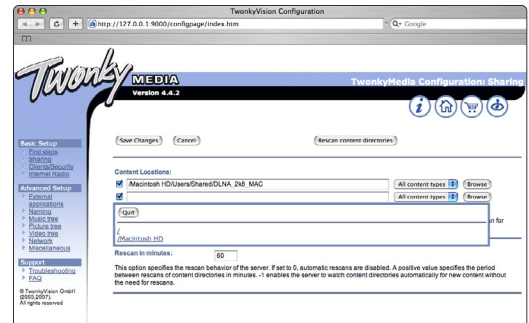 TwonkyVision Configuration
http://127.0.0.1:9000/configpage/index.htm
Google
Twonky
MEDIA
Version 4.4.2
TwonkyMedia Configuration: Sharing
Basic Setup
First steps
Sharing
Clients/Security
Internet Radio
Advanced Setup
External
applications
Naming
Music tree
Picture tree
Video tree
Network
Miscellaneous
Support
Troubleshooting
FAQ
© TwonkyVision GmbH
(2003,2007),
All rights reserved
Save Changes
Cancel
Rescan content directories
Content Locations:
/Macintosh HD/Users/Shared/DLNA_2k8_MAC
All content types
Browse
All content types
Browse
Quit
/
/Macintosh HD
n for
Rescan in minutes:
60
This option specifies the rescan behavior of the server. If set to 0, automatic rescans are disabled. A positive value specifies the period
between rescans of content directories in minutes. -1 enables the server to watch content directories automatically for new content without
the need for rescans.